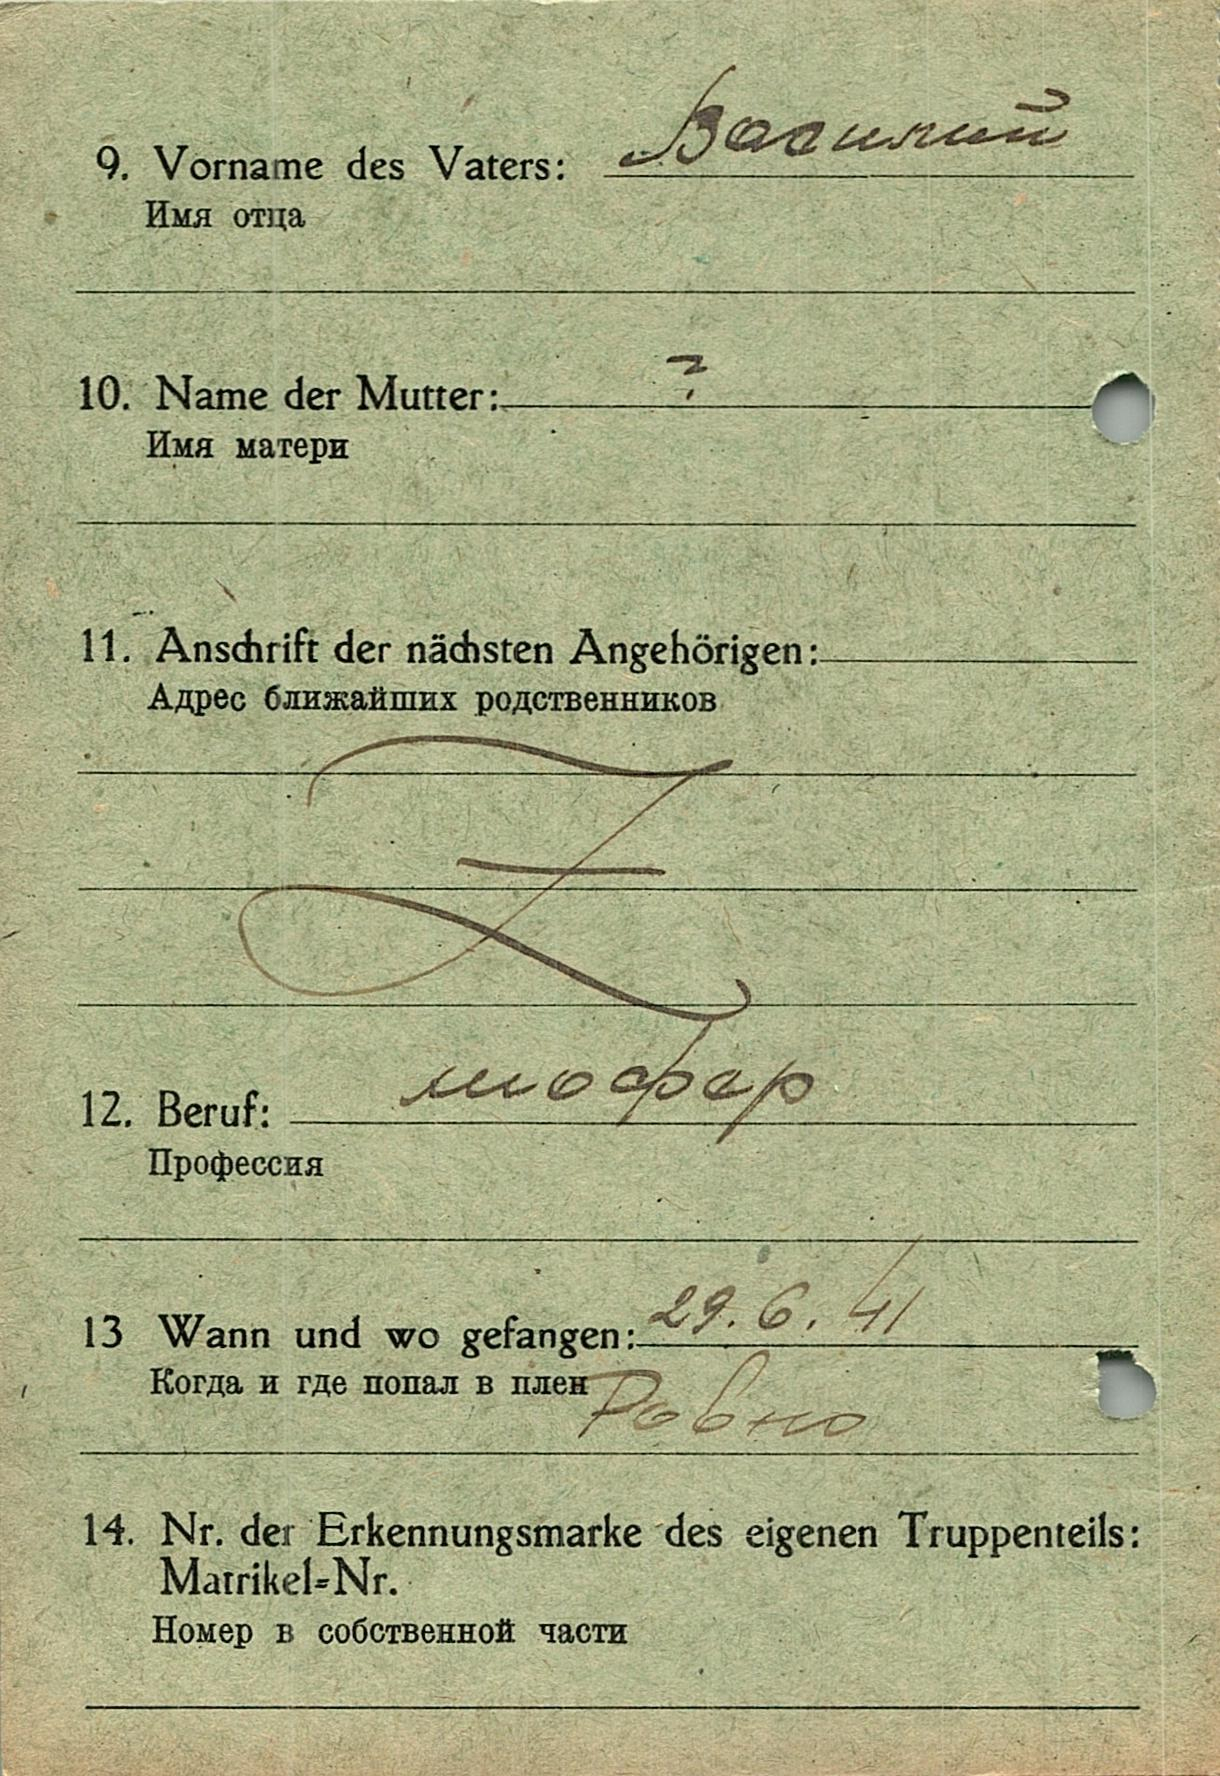 9. Vorname des Vaters: Василий
Имя отца
10. Name der Mutter: ?
Имя матери
11. Anschrift der nächsten Angehörigen:
Адрес ближайших родственников
Z
12. Beruf: шофер
Профессия
13 Wann und wo gefangen: 29.6.41
Когда и где попал в плен Ровно
14. Nr. der Erkennungsmarke des eigenen Truppenteils:
Matrikel=Nr.
Номер в собственной части